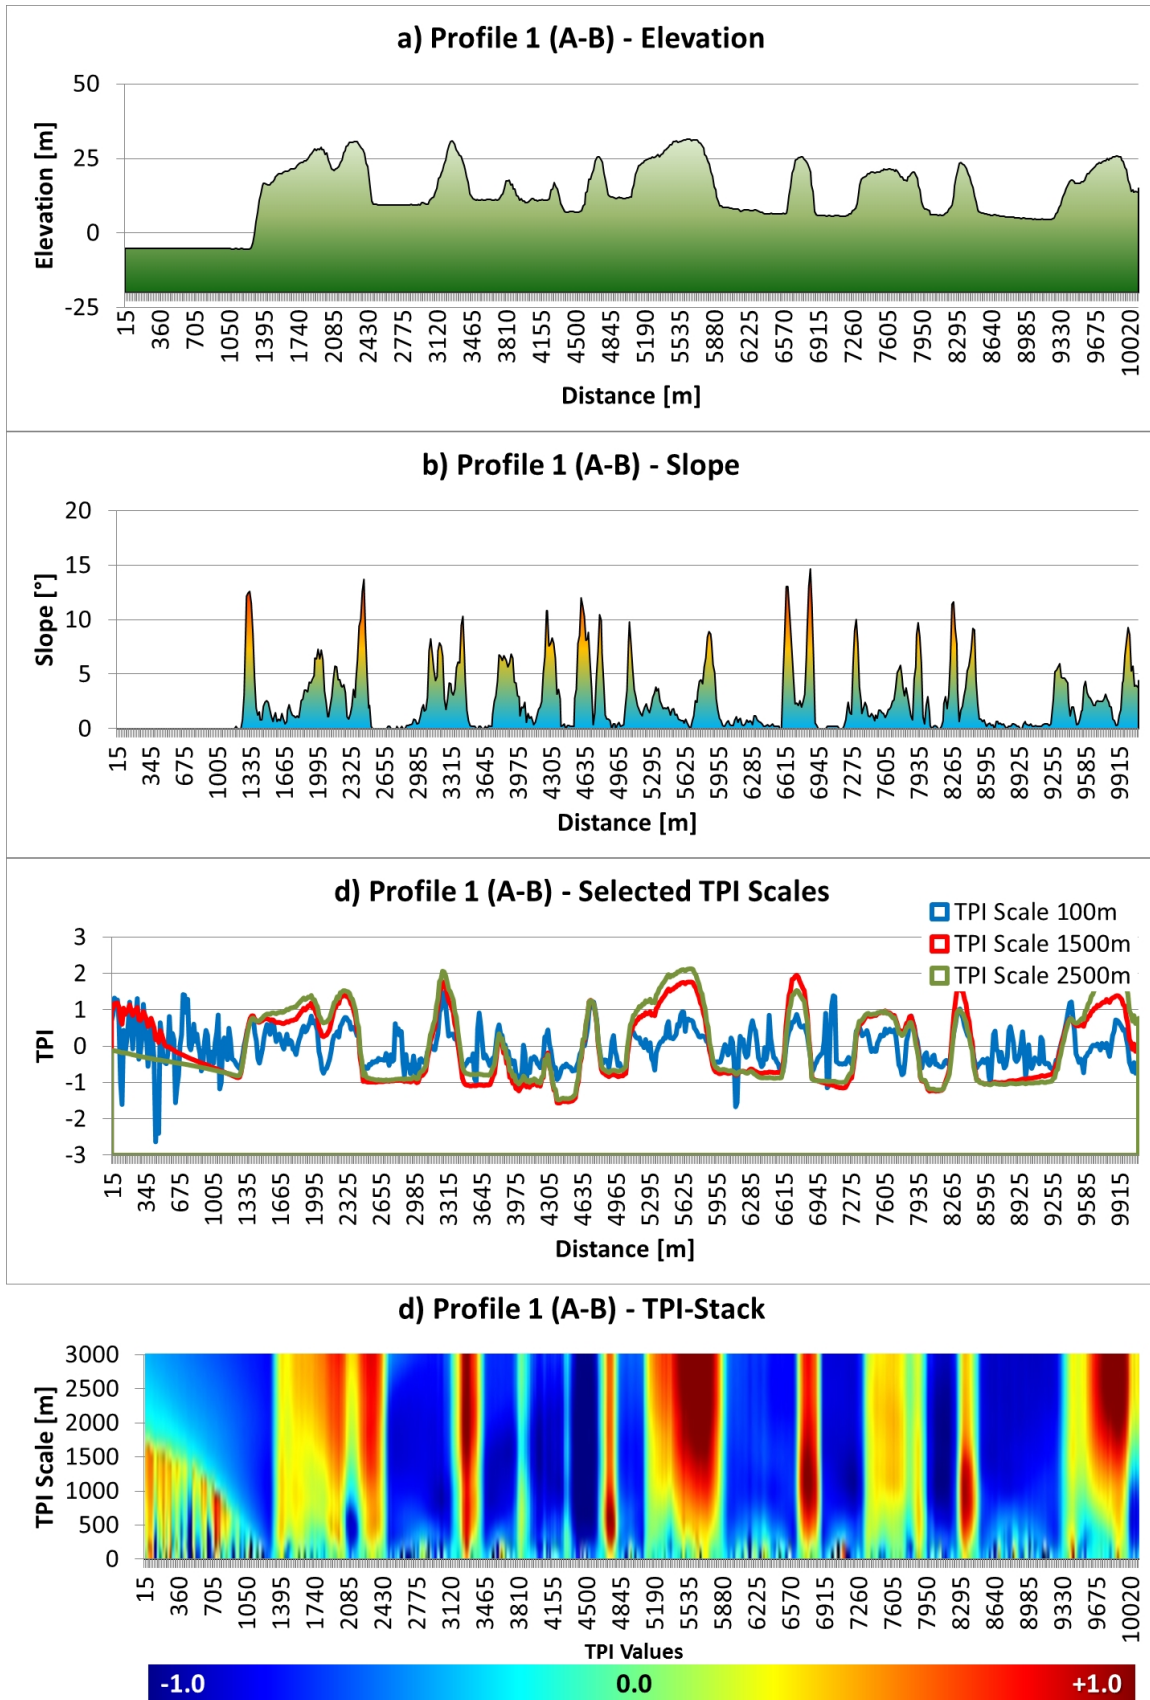 a) Profile 1 (A-B) - Elevation
50
25
0
-25
Elevation [m]
15 360 705 1050 1395 1740 2085 2430 2775 3120 3465 3810 4155 4500 4845 5190 5535 5880 6225 6570 6915 7260 7605 7950 8295 8640 8985 9330 9675 10020
Distance [m]
b) Profile 1 (A-B) - Slope
20
15
10
5
0
Slope [°]
15 345 675 1005 1335 1665 1995 2325 2655 2985 3315 3645 3975 4305 4635 4965 5295 5625 5955 6285 6615 6945 7275 7605 7935 8265 8595 8925 9255 9585 9915
Distance [m]
d) Profile 1 (A-B) - Selected TPI Scales
TPI Scale 100m
TPI Scale 1500m
TPI Scale 2500m
3
2
1
0
-1
-2
-3
TPI
15 345 675 1005 1335 1665 1995 2325 2655 2985 3315 3645 3975 4305 4635 4965 5295 5625 5955 6285 6615 6945 7275 7605 7935 8265 8595 8925 9255 9585 9915
Distance [m]
d) Profile 1 (A-B) - TPI-Stack
3000
2500
2000
1500
1000
500
0
TPI Scale [m]
15 360 705 1050 1395 1740 2085 2430 2775 3120 3465 3810 4155 4500 4845 5190 5535 5880 6225 6570 6915 7260 7605 7950 8295 8640 8985 9330 9675 10020
TPI Values
-1.0 0.0 +1.0